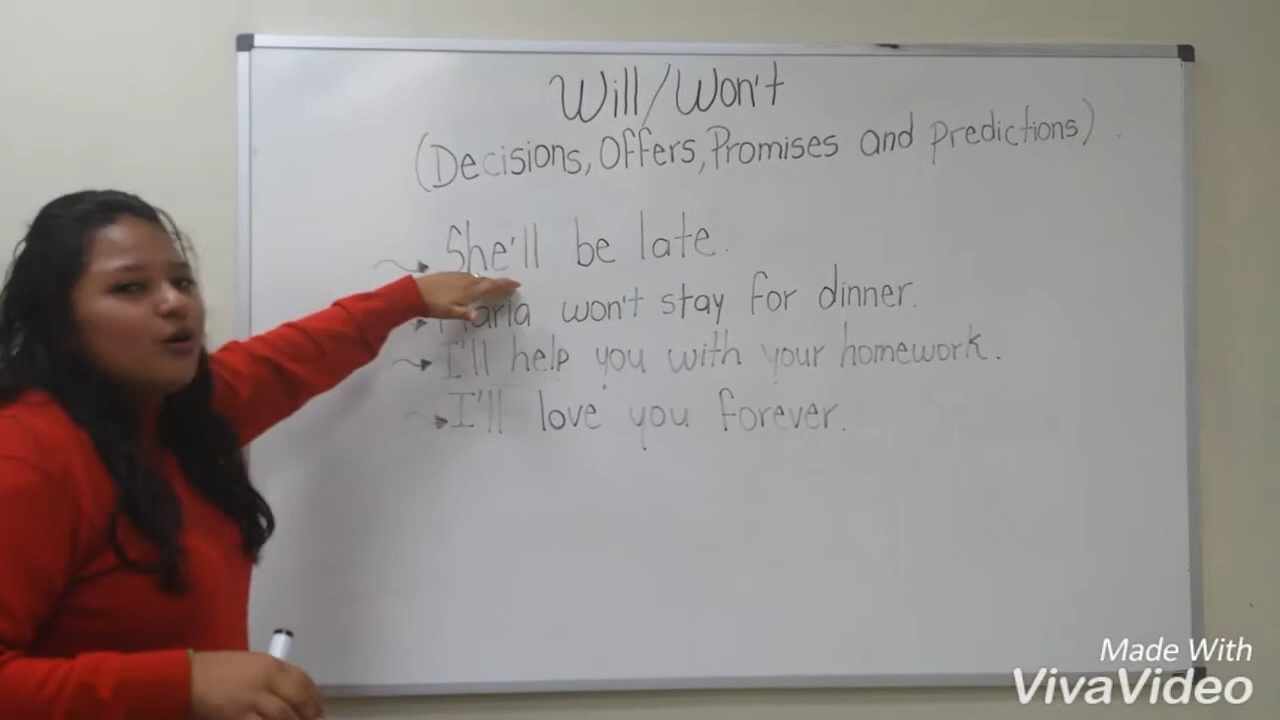 Will/Won't
(Decisions, Offers, Promises and predictions).
She'll be late.
Maria won't stay for dinner.
I'll help you with your homework.
I'll love you forever.
Made With
VivaVideo